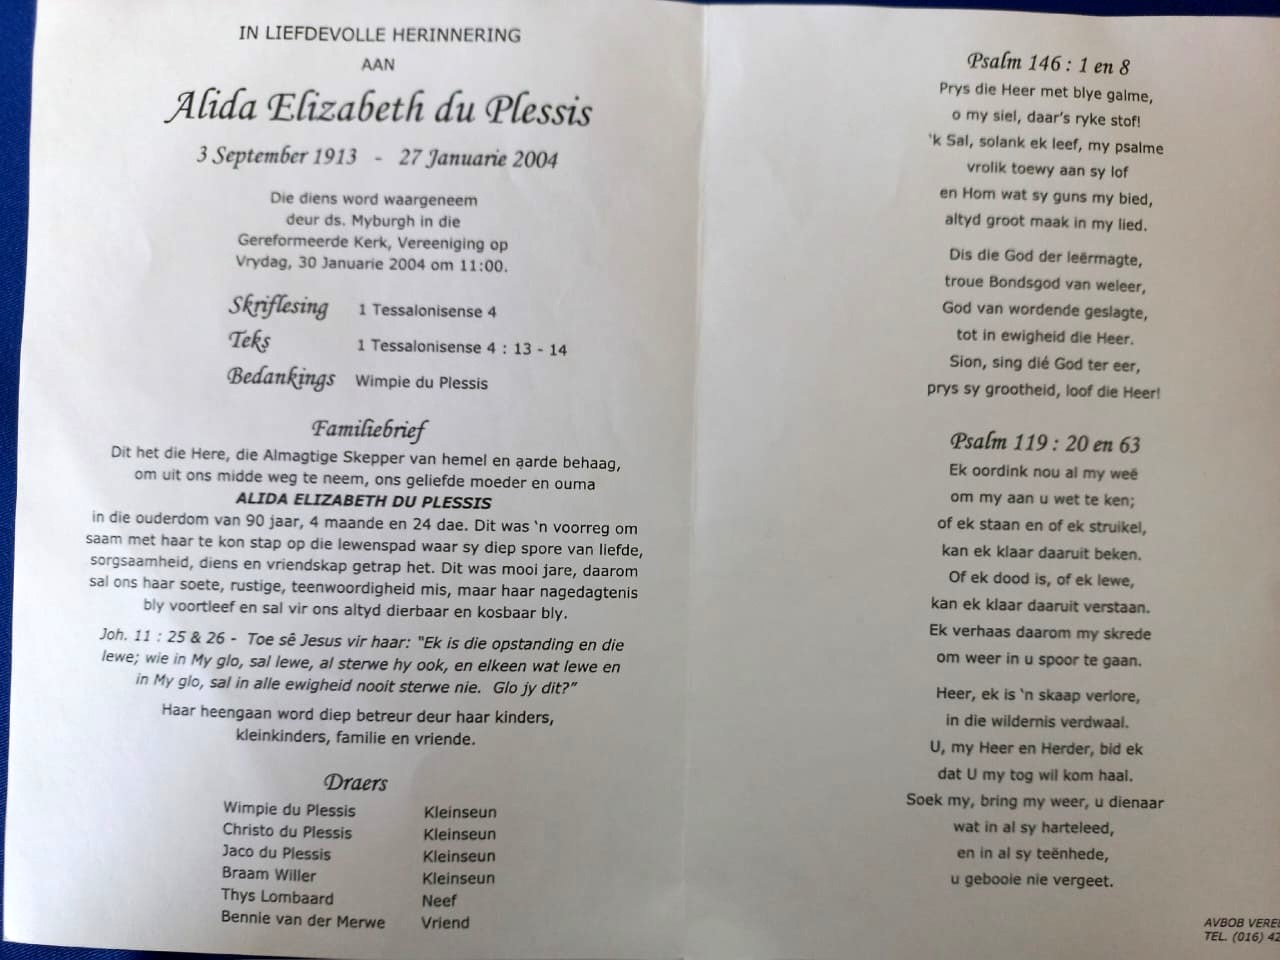 IN LIEFDEVOLLE HERINNERING
AAN
Alida Elizabeth du Plessis
3 September 1913 - 27 Januarie 2004
Die diens word waargeneem
deur ds. Myburgh in die
Gereformeerde Kerk, Vereeniging op
Vrydag, 30 Januarie 2004 om 11:00.
Skriflesing 1 Tessalonisense 4
Teks 1 Tessalonisense 4 : 13 - 14
Bedankings Wimpie du Plessis
Familiebrief
Dit het die Here, die Almagtige Skepper van hemel en aarde behaag,
om uit ons midde weg te neem, ons geliefde moeder en ouma
ALIDA ELIZABETH DU PLESSIS
in die ouderdom van 90 jaar, 4 maande en 24 dae. Dit was 'n voorreg om
saam met haar te kon stap op die lewenspad waar sy diep spore van liefde,
sorgsaamheid, diens en vriendskap getrap het. Dit was mooi jare, daarom
sal ons haar soete, rustige, teenwoordigheid mis, maar haar nagedagtenis
bly voortleef en sal vir ons altyd dierbaar en kosbaar bly.
Joh. 11 : 25 & 26 - Toe sê Jesus vir haar: "Ek is die opstanding en die
lewe; wie in My glo, sal lewe, al sterwe hy ook, en elkeen wat lewe en
in My glo, sal in alle ewigheid nooit sterwe nie. Glo jy dit?"
Haar heengaan word diep betreur deur haar kinders,
kleinkinders, familie en vriende.
Draers
Wimpie du Plessis Kleinseun
Christo du Plessis Kleinseun
Jaco du Plessis Kleinseun
Braam Willer Kleinseun
Thys Lombaard Neef
Bennie van der Merwe Vriend
Psalm 146 : 1 en 8
Prys die Heer met blye galme,
o my siel, daar's ryke stof!
'k Sal, solank ek leef, my psalme
vrolik toewy aan sy lof
en Hom wat sy guns my bied,
altyd groot maak in my lied.
Dis die God der leërmagte,
troue Bondsgod van weleer,
God van wordende geslagte,
tot in ewigheid die Heer.
Sion, sing dié God ter eer,
prys sy grootheid, loof die Heer!
Psalm 119 : 20 en 63
Ek oordink nou al my weë
om my aan u wet te ken;
of ek staan en of ek struikel,
kan ek klaar daaruit beken.
Of ek dood is, of ek lewe,
kan ek klaar daaruit verstaan.
Ek verhaas daarom my skrede
om weer in u spoor te gaan.
Heer, ek is 'n skaap verlore,
in die wildernis verdwaal.
U, my Heer en Herder, bid ek
dat U my tog wil kom haal.
Soek my, bring my weer, u dienaar
wat in al sy harteleed,
en in al sy teënhede,
u gebooie nie vergeet.
AVBOB
TEL. (016)